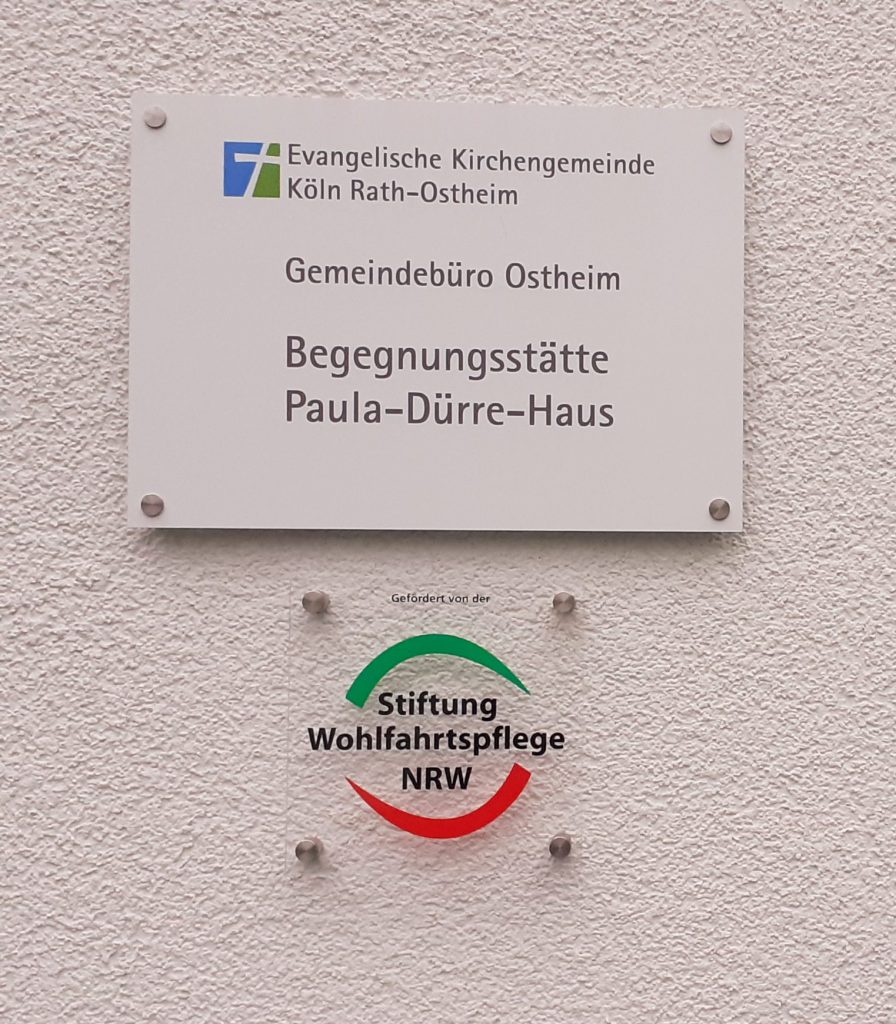 Evangelische Kirchengemeinde
Köln Rath-Ostheim
Gemeindebüro Ostheim
Begegnungsstätte
Paula-Dürre-Haus
Gefördert von der
Stiftung
Wohlfahrtspflege
NRW